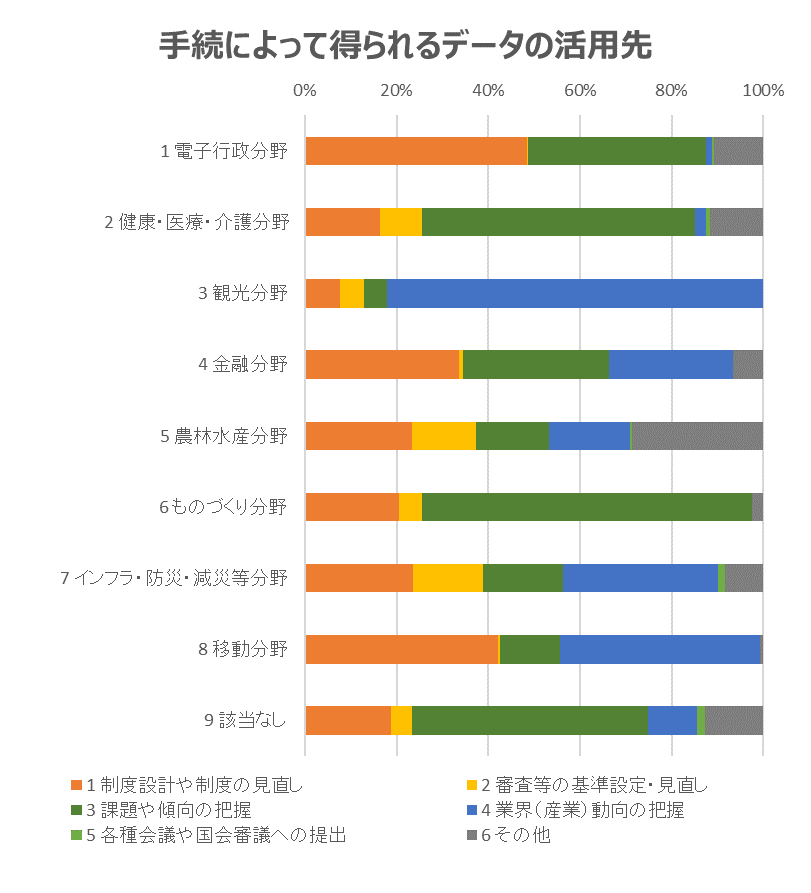 手続によって得られるデータの活用先
0% 20% 40% 60% 80% 100%
1 電子行政分野
2 健康・医療・介護分野
3 観光分野
4 金融分野
5 農林水産分野
6 ものづくり分野
7 インフラ・防災・減災等分野
8 移動分野
9 該当なし
1 制度設計や制度の見直し
2 審査等の基準設定・見直し
3 課題や傾向の把握
4 業界（産業）動向の把握
5 各種会議や国会審議への提出
6 その他